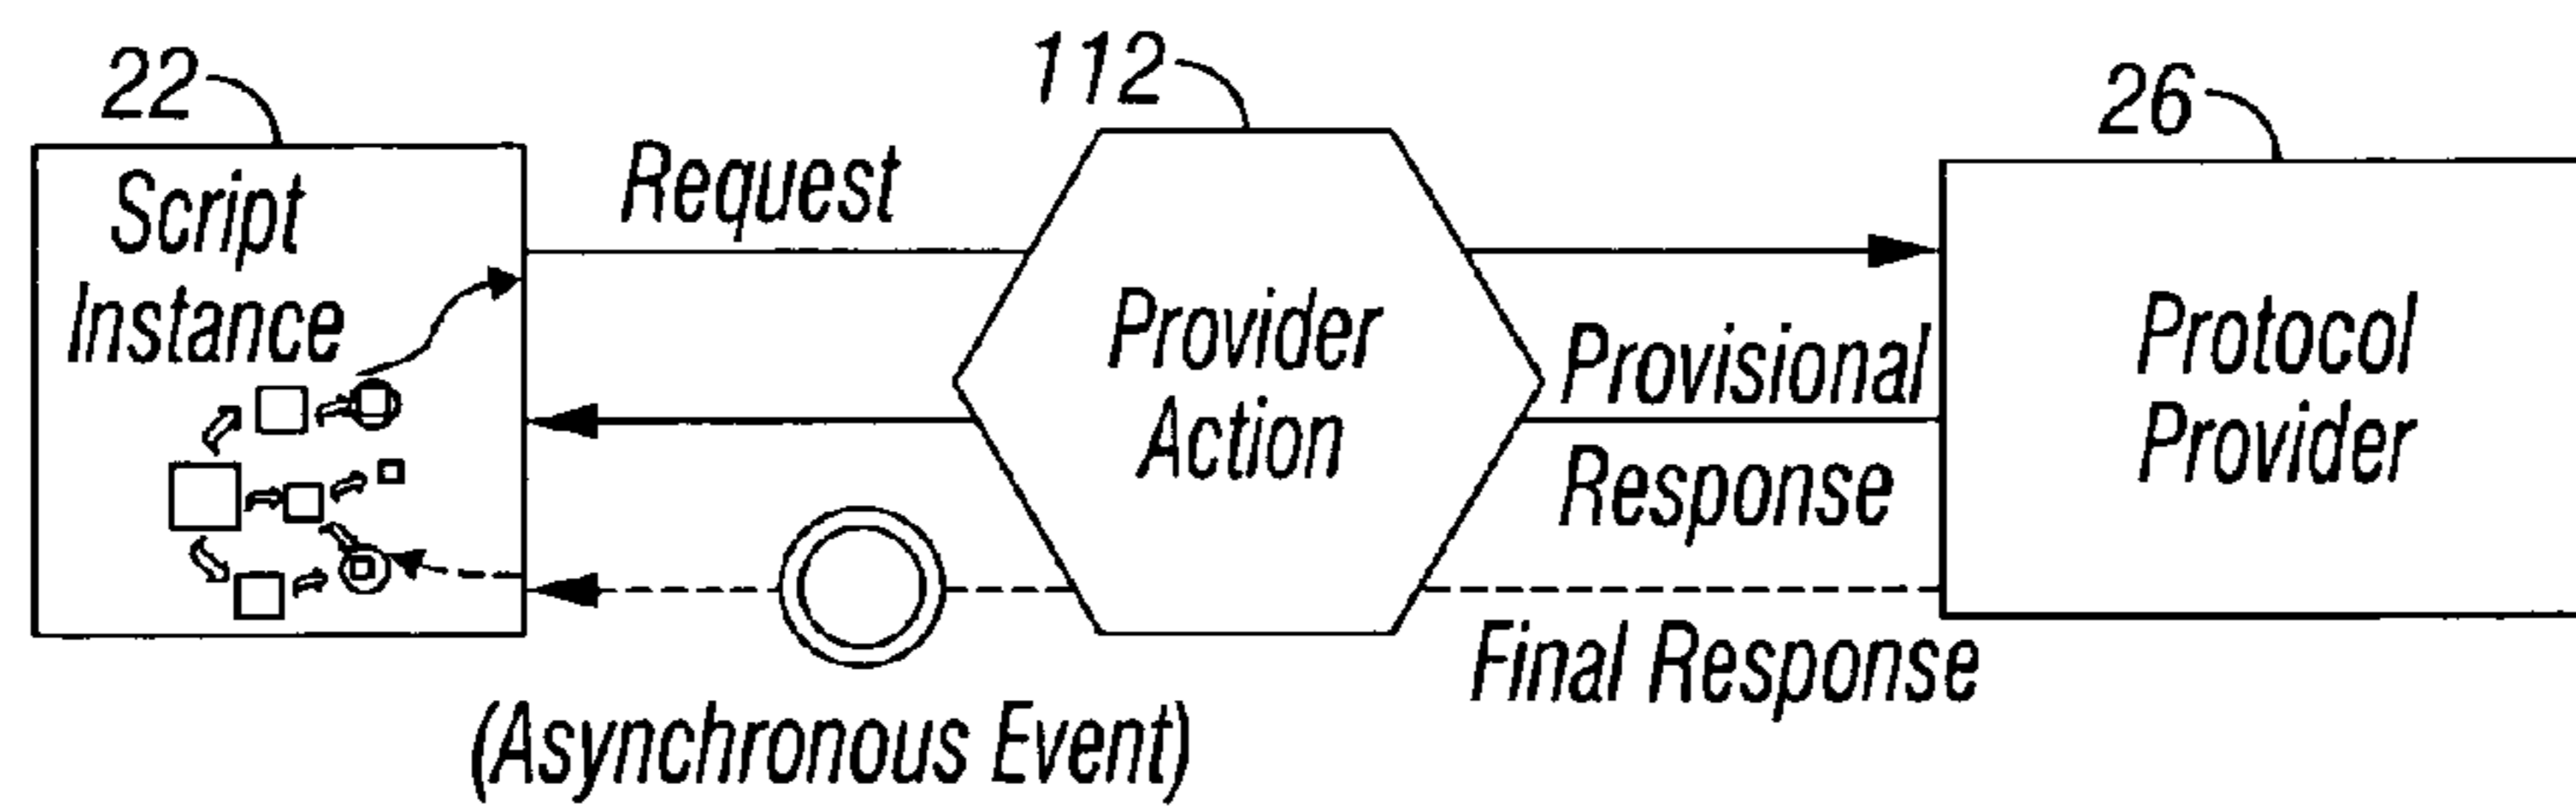 22
112
26
Script
Instance
Request
Provider
Action
Provisional
Response
Protocol
Provider
Final Response
(Asynchronous Event)